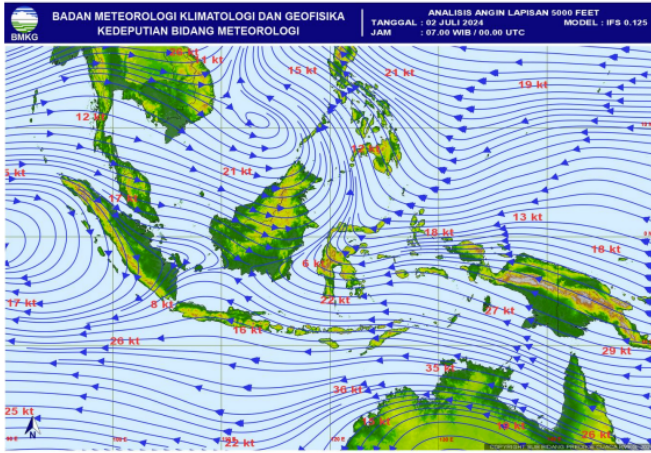 BMKG
BADAN METEOROLOGI KLIMATOLOGI DAN GEOFISIKA
KEDEPUTIAN BIDANG METEOROLOGI
ANALISIS ANGIN LAPISAN 5000 FEET
TANGGAL : 02 JULI 2024 MODEL : IFS 0.125
JAM : 07.00 WIB / 00.00 UTC
15 kt
21 kt
19 kt
12 kt
21 kt
17 kt
13 kt
18 kt
18 kt
6 kt
17 kt
8 kt
22 kt
27 kt
16 kt
26 kt
29 kt
35 kt
25 kt
22 kt
26 kt
N